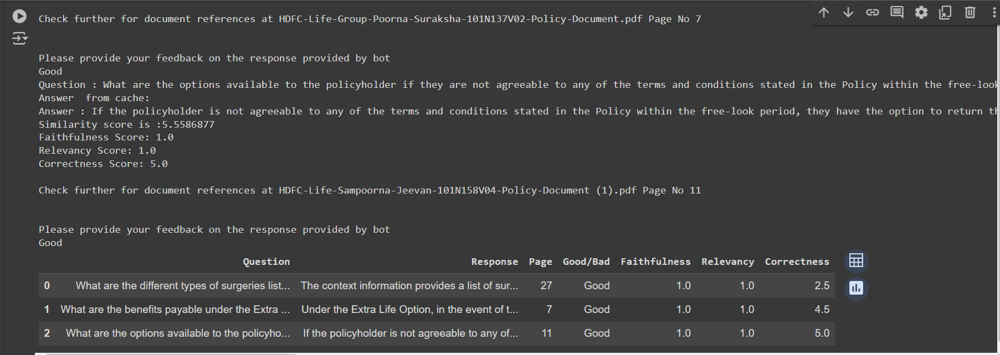 Check further for document references at HDFC-Life-Group-Poorna-Suraksha-101N137V02-Policy-Document.pdf Page No 7
Please provide your feedback on the response provided by bot
Good
Question : What are the options available to the policyholder if they are not agreeable to any of the terms and conditions stated in the Policy within the free-look
Answer  from cache:
Answer : If the policyholder is not agreeable to any of the terms and conditions stated in the Policy within the free-look period, they have the option to return th
Similarity score is :5.5586877
Faithfulness Score: 1.0
Relevancy Score: 1.0
Correctness Score: 5.0
Check further for document references at HDFC-Life-Sampoorna-Jeevan-101N158V04-Policy-Document (1).pdf Page No 11
Please provide your feedback on the response provided by bot
Good
Question Response Page Good/Bad Faithfulness Relevancy Correctness
0 What are the different types of surgeries list... The context information provides a list of sur... 27 Good 1.0 1.0 2.5
1 What are the benefits payable under the Extra ... Under the Extra Life Option, in the event of t... 7 Good 1.0 1.0 4.5
2 What are the options available to the policyho... If the policyholder is not agreeable to any of... 11 Good 1.0 1.0 5.0